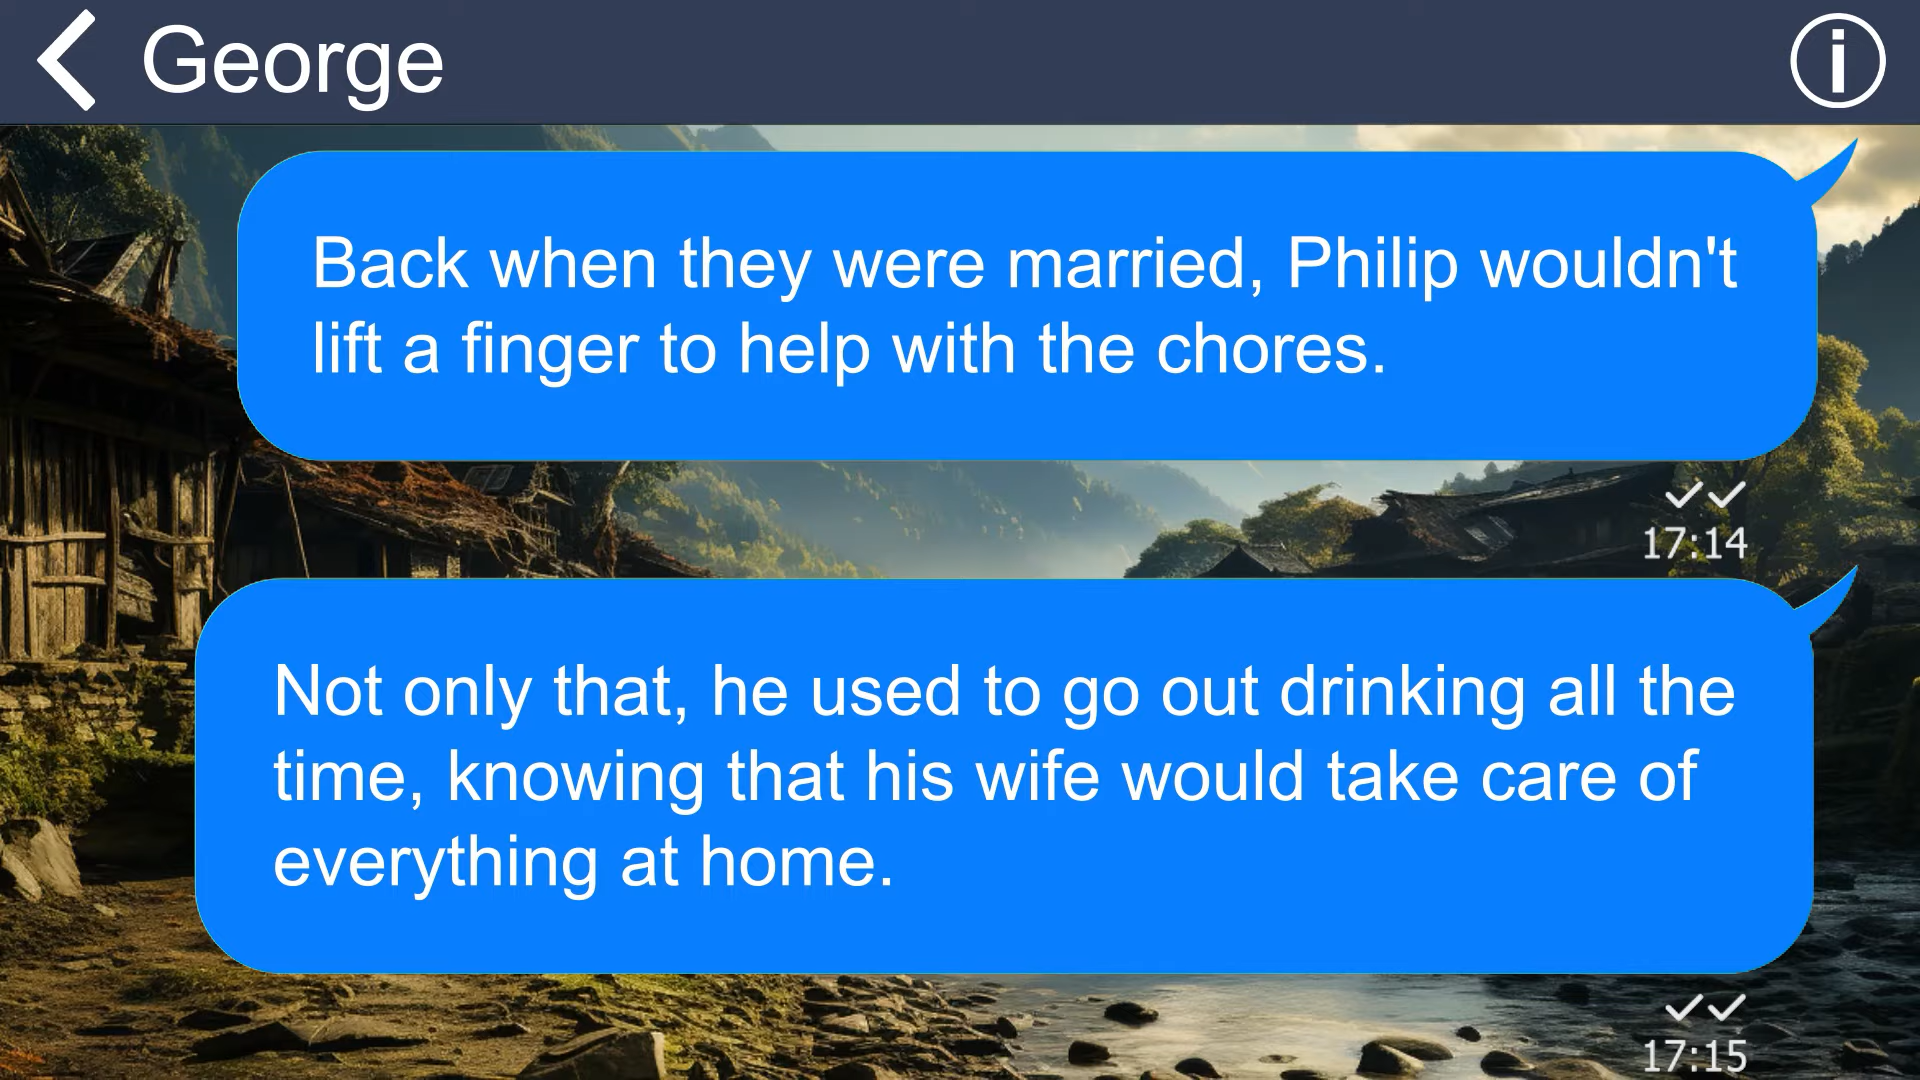 George
Back when they were married, Philip wouldn't
lift a finger to help with the chores.
17:14
Not only that, he used to go out drinking all the
time, knowing that his wife would take care of
everything at home.
17:15